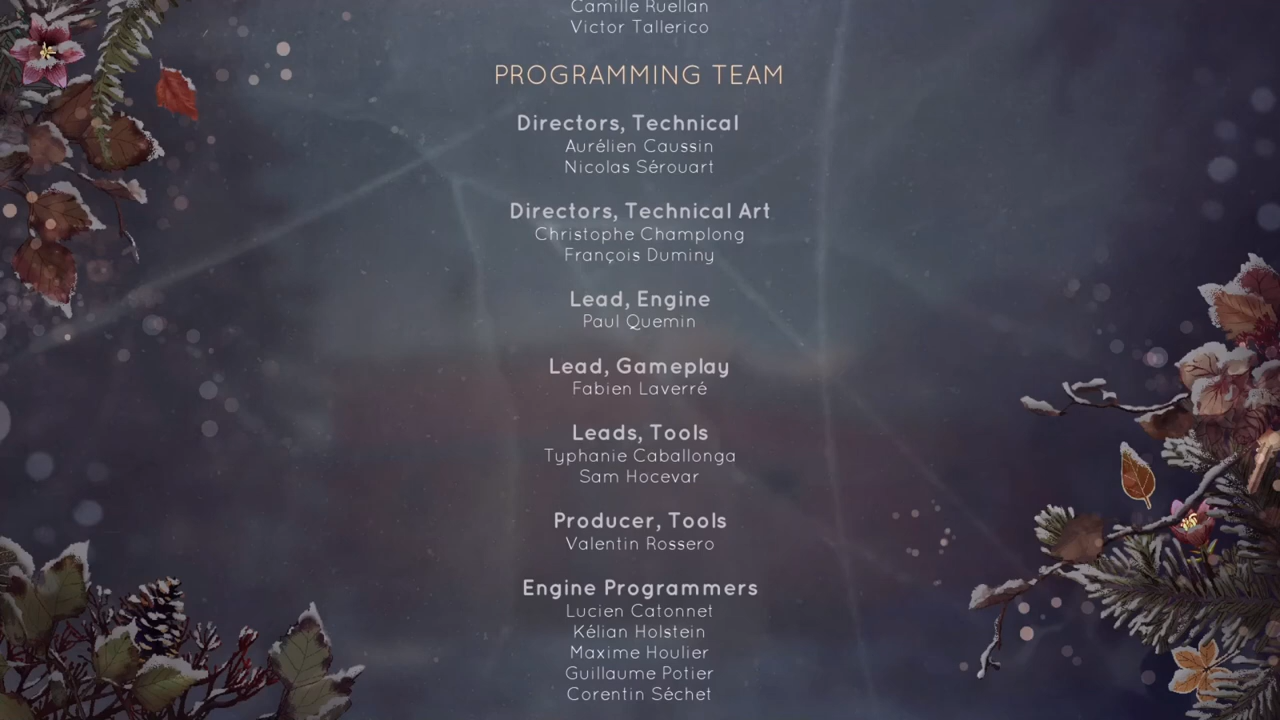 Camille Ruellan
Victor Tallerico
PROGRAMMING TEAM
Directors, Technical
Aurélien Caussin
Nicolas Sérouart
Directors, Technical Art
Christophe Champlong
François Duminy
Lead, Engine
Paul Quemin
Lead, Gameplay
Fabien Laverré
Leads, Tools
Typhanie Caballonga
Sam Hocevar
Producer, Tools
Valentin Rossero
Engine Programmers
Lucien Catonnet
Kélian Holstein
Maxime Houlier
Guillaume Potier
Corentin Séchet